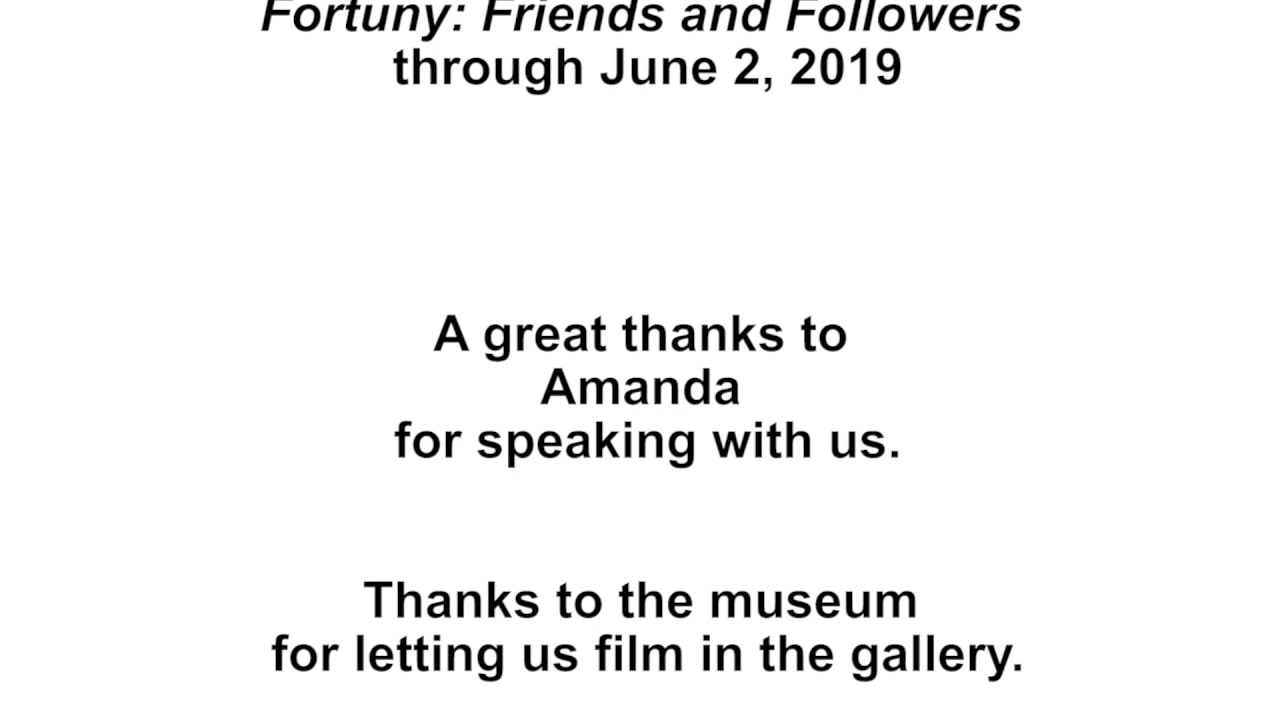 Fortuny: Friends and Followers
through June 2, 2019
A great thanks to
Amanda
for speaking with us.
Thanks to the museum
for letting us film in the gallery.